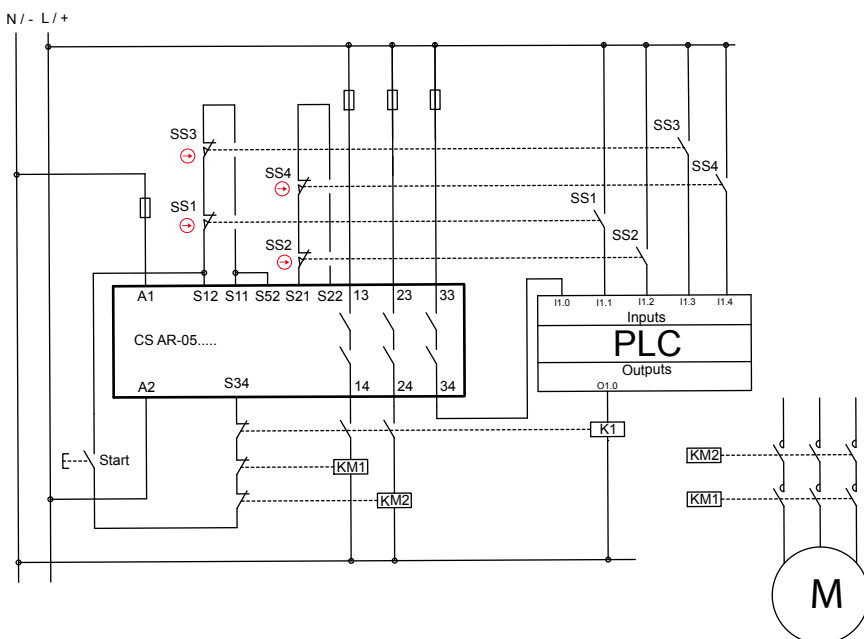 N / -  L / +
SS3
SS3
SS4
SS4
SS1
SS1
SS2
SS2
A1 S12 S11 S52 S21 S22 13 23 33
I1.0 I1.1 I1.2 I1.3 I1.4
Inputs
CS AR-05.....
PLC
Outputs
A2 S34 14 24 34
O1.0
K1
Start
KM1
KM2
KM2
KM1
M